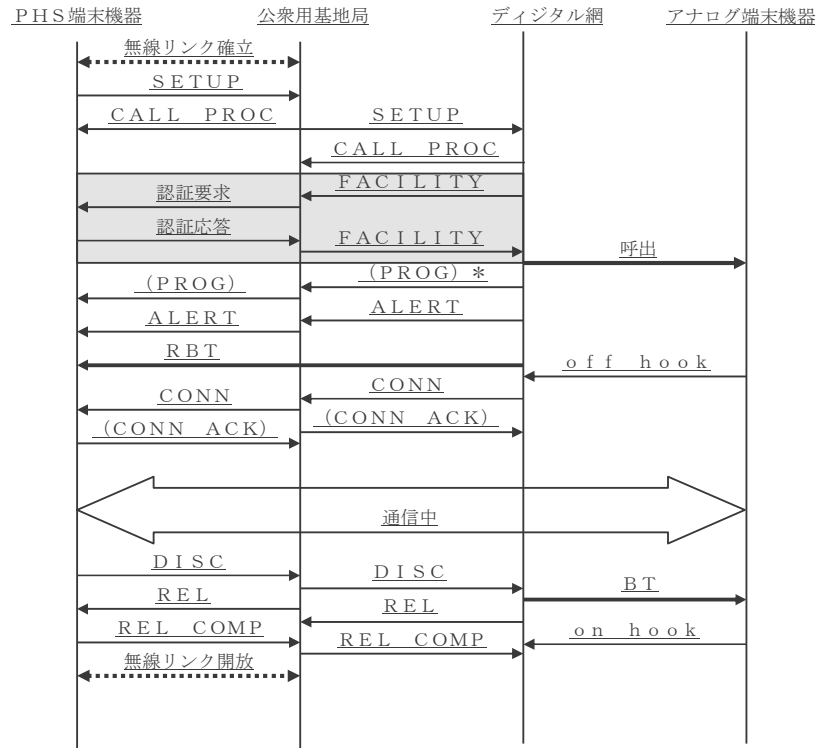 PHS端末機器 公衆用基地局 ディジタル網 アナログ端末機器
無線リンク確立
SETUP
CALL PROC SETUP
CALL PROC
FACILITY
認証要求
認証応答
FACILITY
呼出
(PROG)*
(PROG)
ALERT
ALERT
RBT
off hook
CONN
CONN
(CONN ACK)
(CONN ACK)
通信中
DISC
DISC
BT
REL
REL
REL COMP
on hook
REL COMP
無線リンク開放